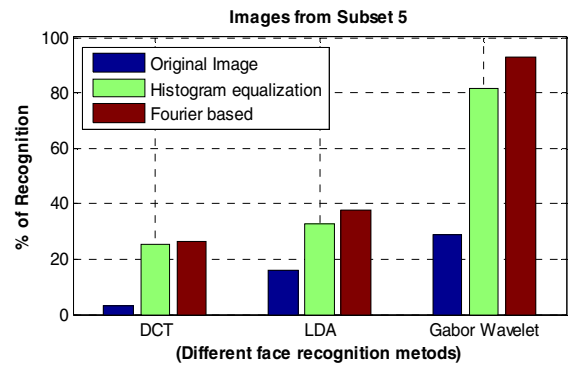 Images from Subset 5
100
80
60
40
20
0
% of Recognition
Original Image
Histogram equalization
Fourier based
DCT LDA Gabor Wavelet
(Different face recognition metods)